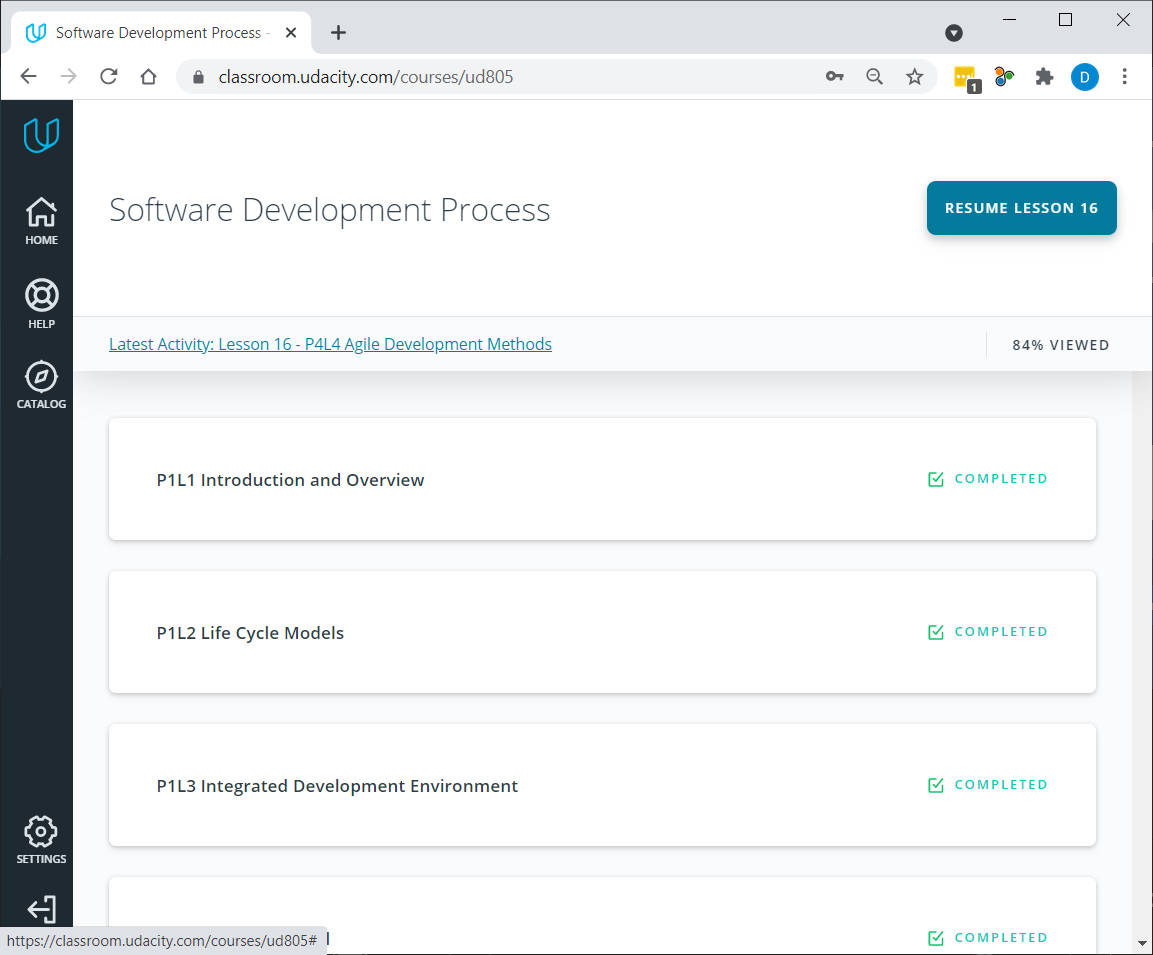 Software Development Process -
classroom.udacity.com/courses/ud805
1
D
HOME
HELP
CATALOG
SETTINGS
Software Development Process
RESUME LESSON 16
Latest Activity: Lesson 16 - P4L4 Agile Development Methods
84% VIEWED
P1L1 Introduction and Overview
COMPLETED
P1L2 Life Cycle Models
COMPLETED
P1L3 Integrated Development Environment
COMPLETED
COMPLETED
https://classroom.udacity.com/courses/ud805#